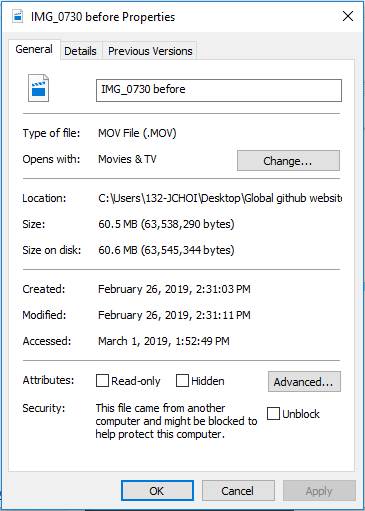 IMG_0730 before Properties
General Details Previous Versions
IMG_0730 before
Type of file: MOV File (.MOV)
Opens with: Movies & TV Change...
Location: C:\Users\132-JCHOI\Desktop\Global github website
Size: 60.5 MB (63,538,290 bytes)
Size on disk: 60.6 MB (63,545,344 bytes)
Created: February 26, 2019, 2:31:03 PM
Modified: February 26, 2019, 2:31:11 PM
Accessed: March 1, 2019, 1:52:49 PM
Attributes: Read-only Hidden Advanced...
Security: This file came from another
computer and might be blocked to
help protect this computer.
Unblock
OK Cancel Apply